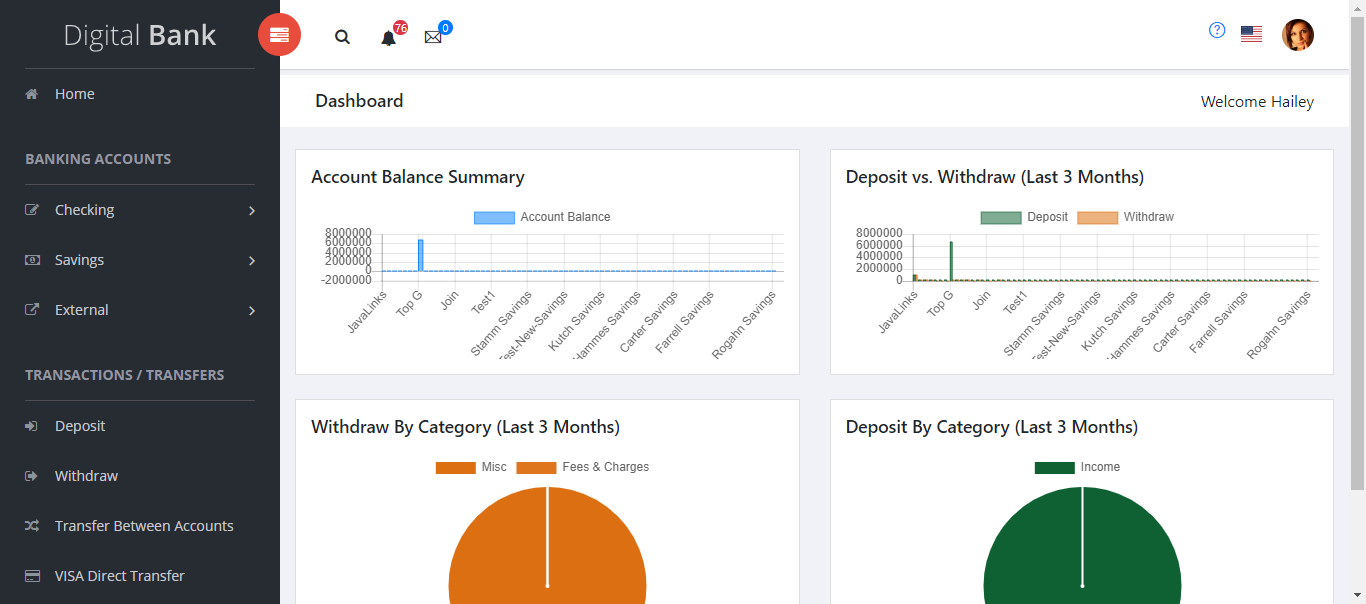 Digital Bank
76
0
Home
BANKING ACCOUNTS
Checking
Savings
External
TRANSACTIONS / TRANSFERS
Deposit
Withdraw
Transfer Between Accounts
VISA Direct Transfer
Dashboard
Welcome Hailey
Account Balance Summary
Account Balance
8000000
6000000
4000000
2000000
0
-2000000
JavaLinks
Top G
Join
Test1
Stamm Savings
est-New-Savings
Kutch Savings
Hammes Savings
Carter Savings
Farrell Savings
Rogahn Savings
Deposit vs. Withdraw (Last 3 Months)
Deposit Withdraw
8000000
6000000
4000000
2000000
0
JavaLinks
Top G
Join
Test1
Stamm Savings
est-New-Savings
Kutch Savings
Hammes Savings
Carter Savings
Farrell Savings
Rogahn Savings
Withdraw By Category (Last 3 Months)
Misc Fees & Charges
Deposit By Category (Last 3 Months)
Income